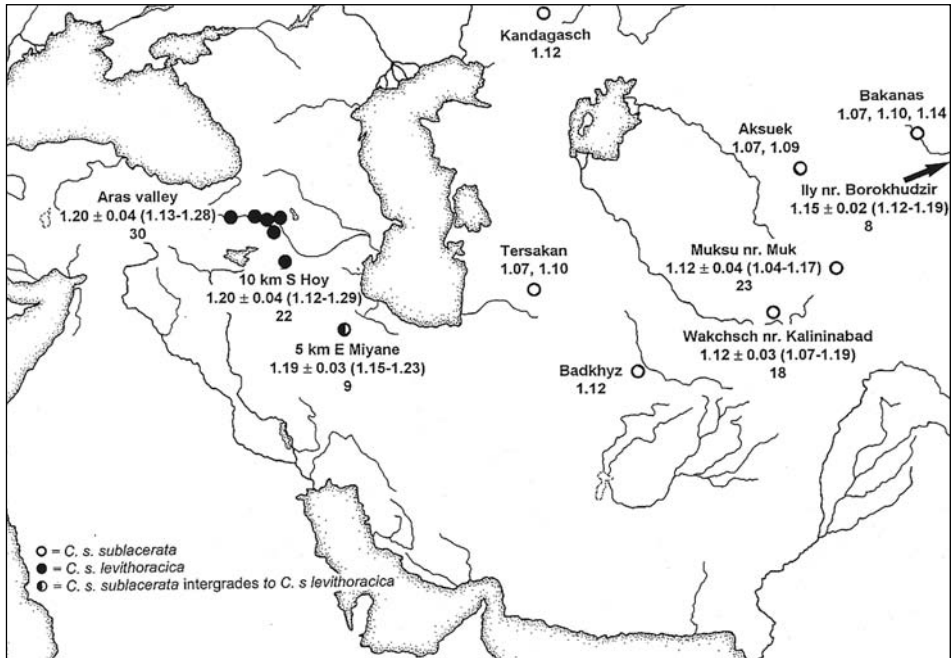 Kandagasch
1.12
Bakanas
1.07, 1.10, 1.14
Aksuek
1.07, 1.09
Ily nr. Borokhudzir
1.15 ± 0.02 (1.12-1.19)
8
Aras valley
1.20 ± 0.04 (1.13-1.28)
30
Tersakan
1.07, 1.10
Muksu nr. Muk
1.12 ± 0.04 (1.04-1.17)
23
10 km S Hoy
1.20 ± 0.04 (1.12-1.29)
22
Wakchsch nr. Kalininabad
1.12 ± 0.03 (1.07-1.19)
18
5 km E Miyane
1.19 ± 0.03 (1.15-1.23)
9
Badkhyz
1.12
= C. s. sublacerata
= C. s. levithoracica
= C. s. sublacerata intergrades to C. s levithoracica